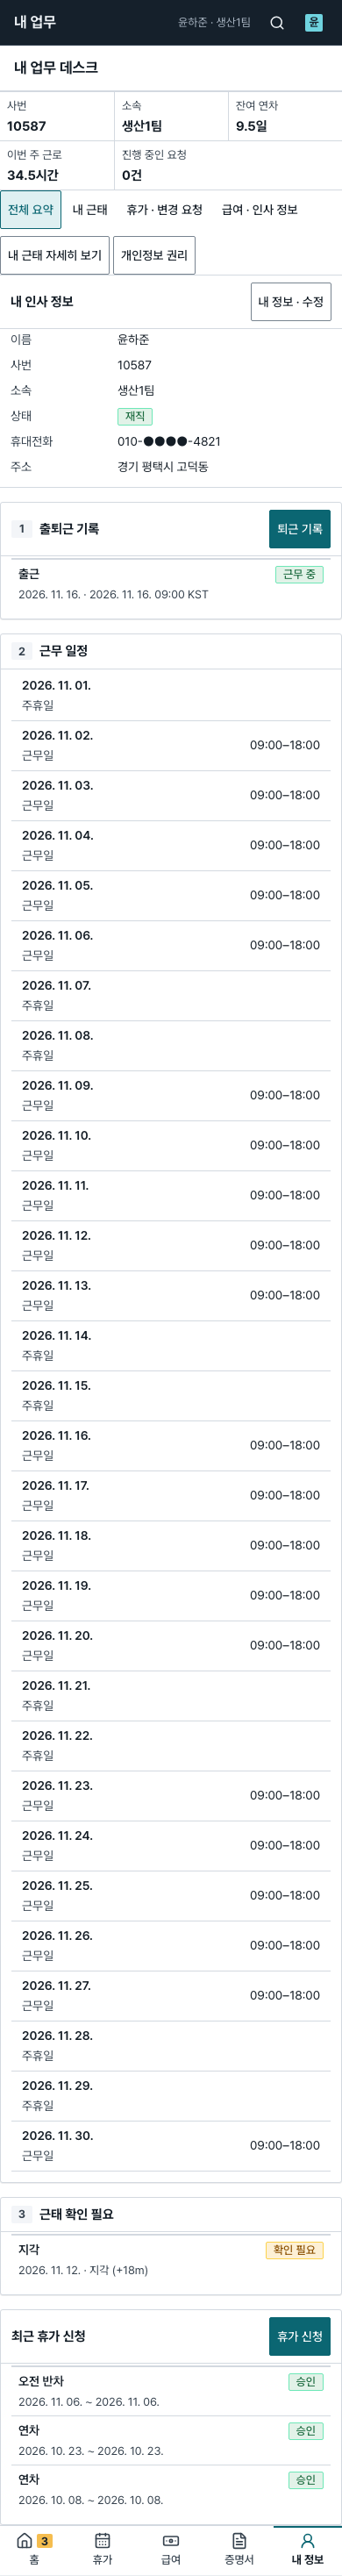 내 업무
윤하준 · 생산1팀
윤
내 업무 데스크
사번
소속
잔여 연차
10587
생산1팀
9.5일
이번 주 근로
진행 중인 요청
34.5시간
0건
전체 요약
내 근태
휴가 · 변경 요청
급여 · 인사 정보
내 근태 자세히 보기
개인정보 권리
내 인사 정보
내 정보 · 수정
이름 윤하준
사번 10587
소속 생산1팀
상태 재직
휴대전화 010-●●●●-4821
주소 경기 평택시 고덕동
1 출퇴근 기록
퇴근 기록
출근 근무 중
2026. 11. 16. · 2026. 11. 16. 09:00 KST
2 근무 일정
2026. 11. 01.
주휴일
2026. 11. 02.
근무일 09:00–18:00
2026. 11. 03.
근무일 09:00–18:00
2026. 11. 04.
근무일 09:00–18:00
2026. 11. 05.
근무일 09:00–18:00
2026. 11. 06.
근무일 09:00–18:00
2026. 11. 07.
주휴일
2026. 11. 08.
주휴일
2026. 11. 09.
근무일 09:00–18:00
2026. 11. 10.
근무일 09:00–18:00
2026. 11. 11.
근무일 09:00–18:00
2026. 11. 12.
근무일 09:00–18:00
2026. 11. 13.
근무일 09:00–18:00
2026. 11. 14.
주휴일
2026. 11. 15.
주휴일
2026. 11. 16.
근무일 09:00–18:00
2026. 11. 17.
근무일 09:00–18:00
2026. 11. 18.
근무일 09:00–18:00
2026. 11. 19.
근무일 09:00–18:00
2026. 11. 20.
근무일 09:00–18:00
2026. 11. 21.
주휴일
2026. 11. 22.
주휴일
2026. 11. 23.
근무일 09:00–18:00
2026. 11. 24.
근무일 09:00–18:00
2026. 11. 25.
근무일 09:00–18:00
2026. 11. 26.
근무일 09:00–18:00
2026. 11. 27.
근무일 09:00–18:00
2026. 11. 28.
주휴일
2026. 11. 29.
주휴일
2026. 11. 30.
근무일 09:00–18:00
3 근태 확인 필요
지각 확인 필요
2026. 11. 12. · 지각 (+18m)
최근 휴가 신청
휴가 신청
오전 반차 승인
2026. 11. 06. ~ 2026. 11. 06.
연차 승인
2026. 10. 23. ~ 2026. 10. 23.
연차 승인
2026. 10. 08. ~ 2026. 10. 08.
3
홈
휴가
급여
증명서
내 정보